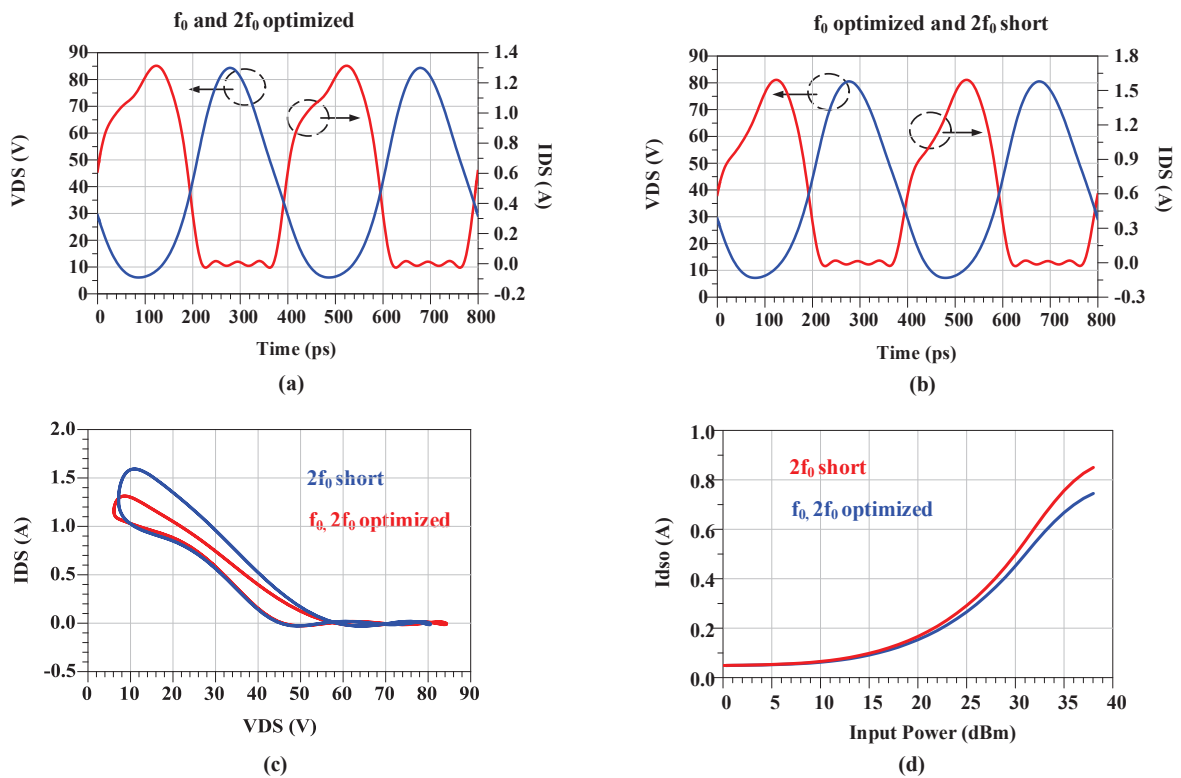 f0 and 2f0 optimized
90
80
70
60
50
40
30
20
10
0
VDS (V)
1.4
1.3
1.0
0.8
0.6
0.4
0.2
0.0
-0.2
IDS (A)
0 100 200 300 400 500 600 700 800
Time (ps)
(a)
f0 optimized and 2f0 short
90
80
70
60
50
40
30
20
10
0
VDS (V)
1.8
1.5
1.2
0.9
0.6
0.3
0.0
-0.3
IDS (A)
0 100 200 300 400 500 600 700 800
Time (ps)
(b)
2.0
1.5
1.0
0.5
0.0
-0.5
IDS (A)
2f0 short
f0, 2f0 optimized
0 10 20 30 40 50 60 70 80 90
VDS (V)
(c)
1.0
0.8
0.6
0.4
0.2
0.0
Idso (A)
2f0 short
f0, 2f0 optimized
0 5 10 15 20 25 30 35 40
Input Power (dBm)
(d)